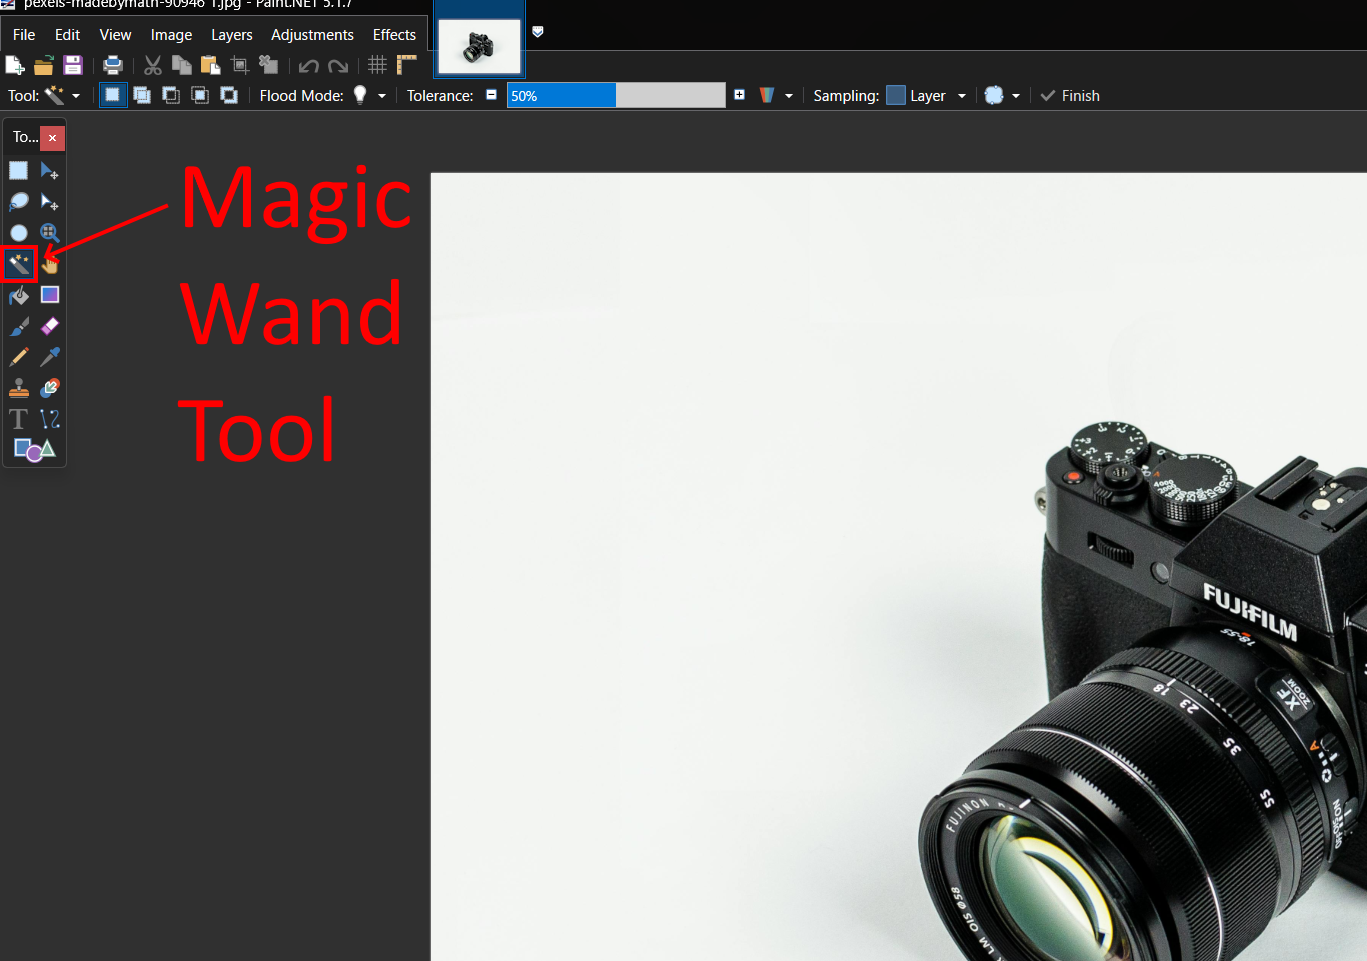 pexels-madebymath-90946 1.jpg - Paint.NET 5.1.7
File Edit View Image Layers Adjustments Effects
Tool: Flood Mode: Tolerance: 50% Sampling: Layer Finish
To...
Magic
Wand
Tool
FUJIFILM
18-55
XF
ZOOM
18 23 35 55
A
FUJINON
LM OIS Ø58